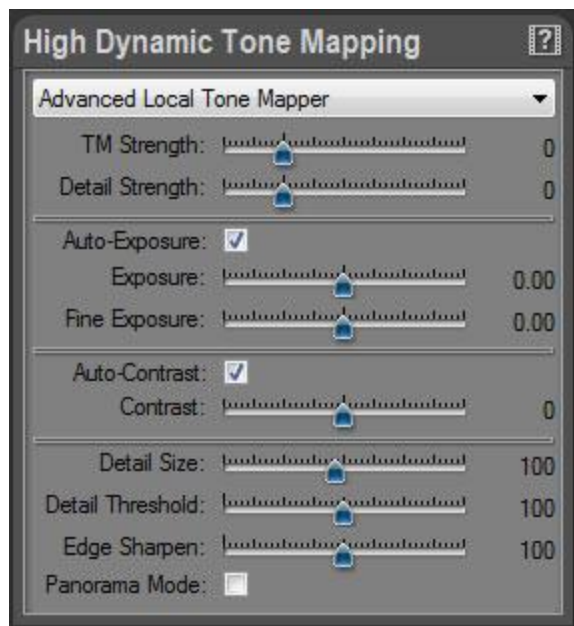 High Dynamic Tone Mapping ?
Advanced Local Tone Mapper
TM Strength: 0
Detail Strength: 0
Auto-Exposure:
Exposure: 0.00
Fine Exposure: 0.00
Auto-Contrast:
Contrast: 0
Detail Size: 100
Detail Threshold: 100
Edge Sharpen: 100
Panorama Mode: